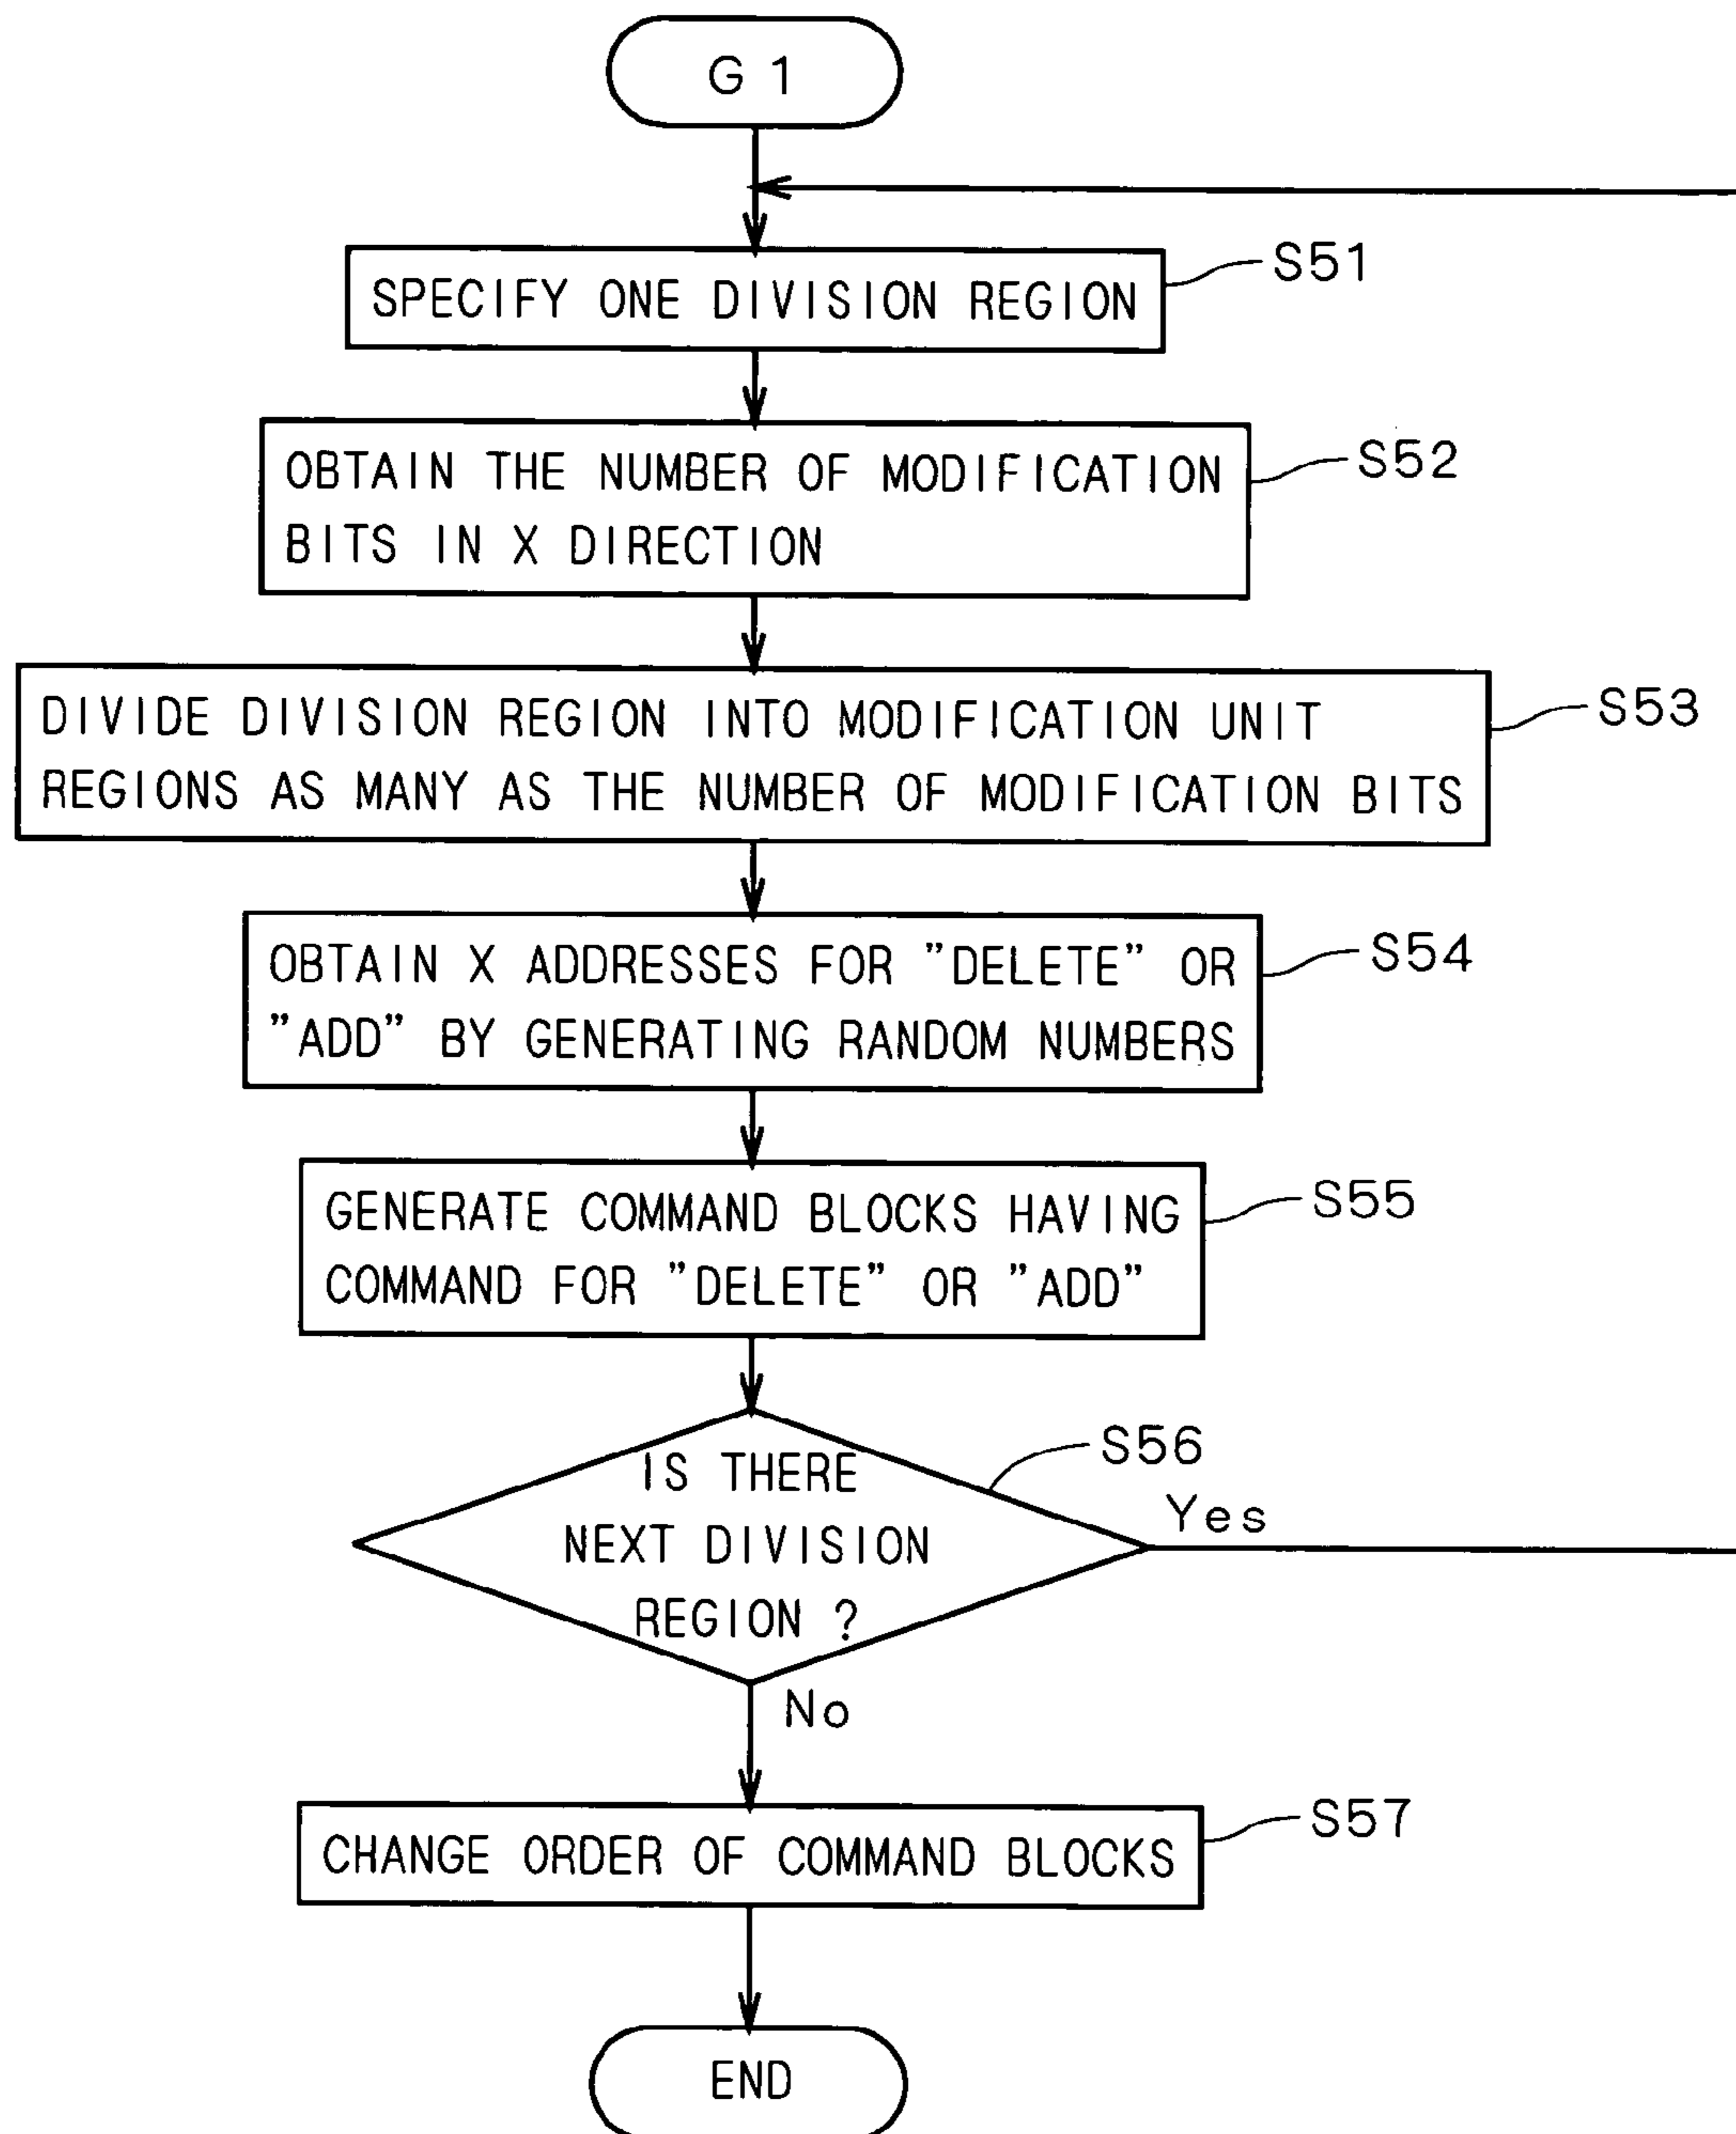 G 1
SPECIFY ONE DIVISION REGION
S51
OBTAIN THE NUMBER OF MODIFICATION
BITS IN X DIRECTION
S52
DIVIDE DIVISION REGION INTO MODIFICATION UNIT
REGIONS AS MANY AS THE NUMBER OF MODIFICATION BITS
S53
OBTAIN X ADDRESSES FOR "DELETE" OR
"ADD" BY GENERATING RANDOM NUMBERS
S54
GENERATE COMMAND BLOCKS HAVING
COMMAND FOR "DELETE" OR "ADD"
S55
IS THERE
NEXT DIVISION
REGION ?
S56
Yes
No
CHANGE ORDER OF COMMAND BLOCKS
S57
END